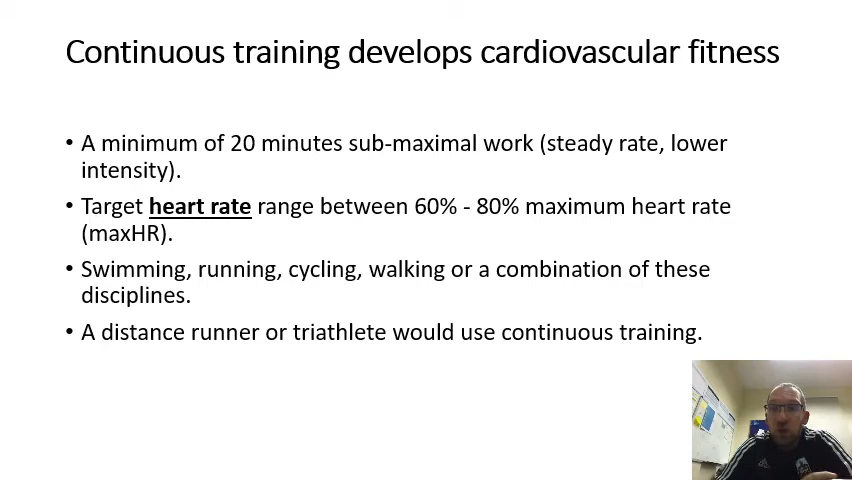 Continuous training develops cardiovascular fitness
• A minimum of 20 minutes sub-maximal work (steady rate, lower
intensity).
• Target heart rate range between 60% - 80% maximum heart rate
(maxHR).
• Swimming, running, cycling, walking or a combination of these
disciplines.
• A distance runner or triathlete would use continuous training.